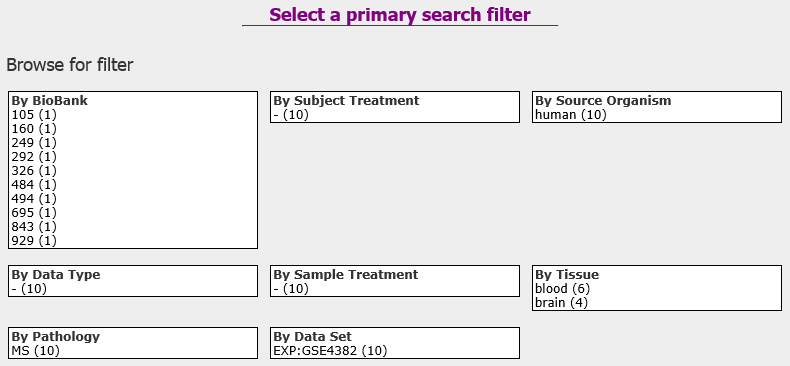 Select a primary search filter
Browse for filter
By BioBank
105 (1)
160 (1)
249 (1)
292 (1)
326 (1)
484 (1)
494 (1)
695 (1)
843 (1)
929 (1)
By Subject Treatment
- (10)
By Source Organism
human (10)
By Data Type
- (10)
By Sample Treatment
- (10)
By Tissue
blood (6)
brain (4)
By Pathology
MS (10)
By Data Set
EXP:GSE4382 (10)